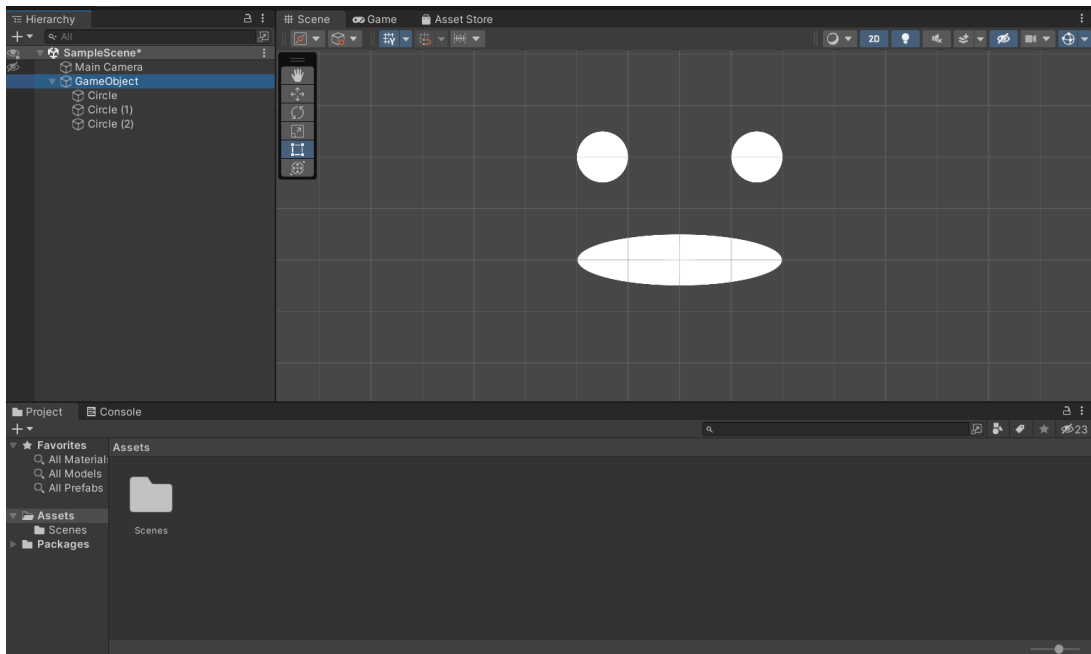 Hierarchy
All
SampleScene*
Main Camera
GameObject
Circle
Circle (1)
Circle (2)
Scene
Game
Asset Store
2D
Project
Console
23
Favorites
All Materials
All Models
All Prefabs
Assets
Scenes
Packages
Assets
Scenes